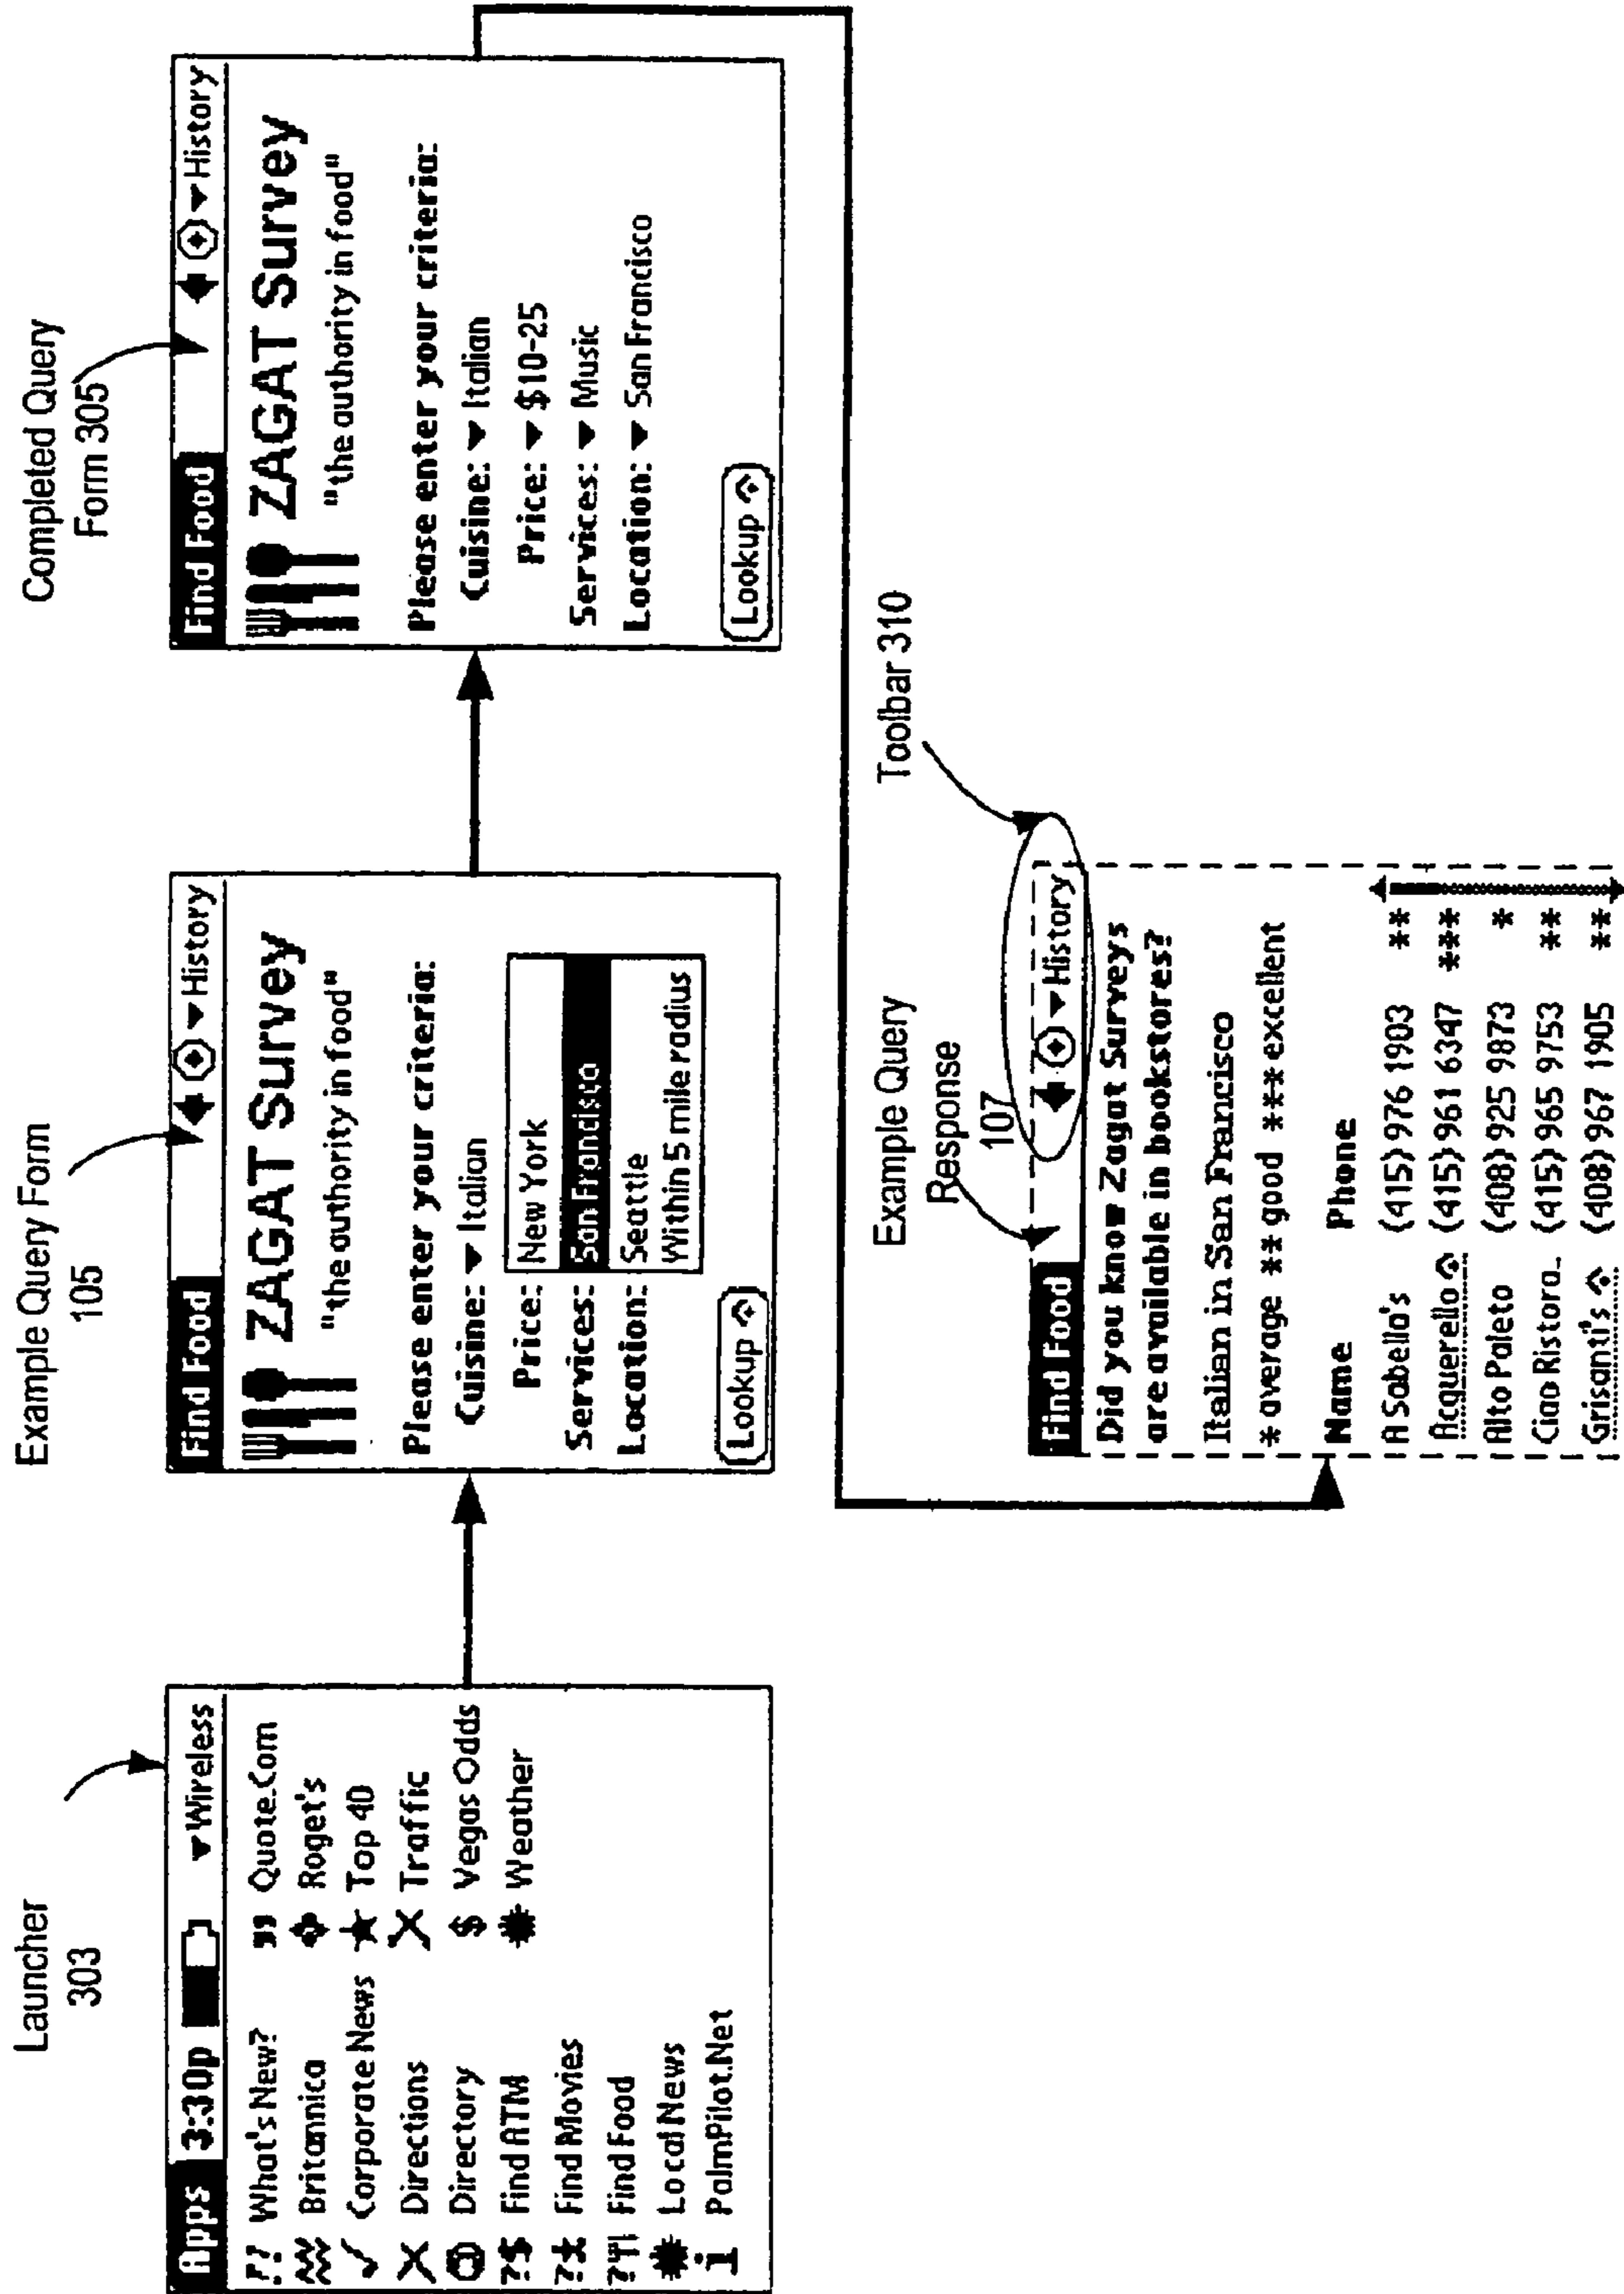 Launcher
303
Apps 3:30p ▾Wireless
What's New?
Britannica
Corporate News
Directions
Directory
?$ Find ATM
Find Movies
Find Food
Local News
i PalmPilot.Net
Quote.Com
Roget's
Top 40
Traffic
$ Vegas Odds
Weather
Example Query Form
105
Find Food ▾History
ZAGAT Survey
"the authority in food"
Please enter your criteria:
Cuisine: ▾ Italian
Price:
Services:
Location:
New York
San Francisco
Seattle
Within 5 mile radius
Lookup
Completed Query
Form 305
Find Food ▾History
ZAGAT Survey
"the authority in food"
Please enter your criteria:
Cuisine: ▾ Italian
Price: ▾ $10-25
Services: ▾ Music
Location: ▾ San Francisco
Lookup
Example Query
Response
107
Toolbar 310
Find Food ▾History
Did you know Zagat Surveys
are available in bookstores?
Italian in San Francisco
* average ** good *** excellent
Name Phone
A Sabello's (415) 976 1903 **
Acquerello (415) 961 6347 ***
Alto Paleto (408) 925 9873 *
Ciao Ristora.. (415) 965 9753 **
Grisanti's (408) 967 1905 **